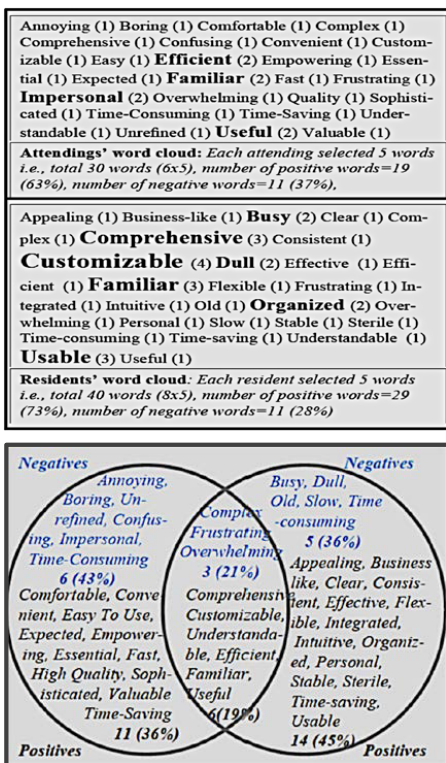 Annoying (1) Boring (1) Comfortable (1) Complex (1)
Comprehensive (1) Confusing (1) Convenient (1) Custom-
izable (1) Easy (1) Efficient (2) Empowering (1) Essen-
tial (1) Expected (1) Familiar (2) Fast (1) Frustrating (1)
Impersonal (2) Overwhelming (1) Quality (1) Sophisti-
cated (1) Time-Consuming (1) Time-Saving (1) Under-
standable (1) Unrefined (1) Useful (2) Valuable (1)
Attendings' word cloud: Each attending selected 5 words
i.e., total 30 words (6x5), number of positive words=19
(63%), number of negative words=11 (37%),
Appealing (1) Business-like (1) Busy (2) Clear (1) Com-
plex (1) Comprehensive (3) Consistent (1)
Customizable (4) Dull (2) Effective (1) Effi-
cient (1) Familiar (3) Flexible (1) Frustrating (1) In-
tegrated (1) Intuitive (1) Old (1) Organized (2) Over-
whelming (1) Personal (1) Slow (1) Stable (1) Sterile (1)
Time-consuming (1) Time-saving (1) Understandable (1)
Usable (3) Useful (1)
Residents' word cloud: Each resident selected 5 words
i.e., total 40 words (8x5), number of positive words=29
(73%), number of negative words=11 (28%)
Negatives
Annoying,
Boring, Un-
refined, Confus-
ing, Impersonal,
Time-Consuming
6 (43%)
Comfortable, Conve
nient, Easy To Use,
Expected, Empower-
ing, Essential, Fast,
High Quality, Soph-
isticated, Valuable
Time-Saving
11 (36%)
Positives
Complex
Frustrating
Overwhelming
3 (21%)
Comprehensive
Customizable,
Understanda-
ble, Efficient,
Familiar,
Useful
6(19%)
Negatives
Busy, Dull,
Old, Slow, Time
-consuming
5 (36%)
Appealing, Business
like, Clear, Consis-
tent, Effective, Flex-
ible, Integrated,
Intuitive, Organiz-
ed, Personal,
Stable, Sterile,
Time-saving,
Usable
14 (45%)
Positives